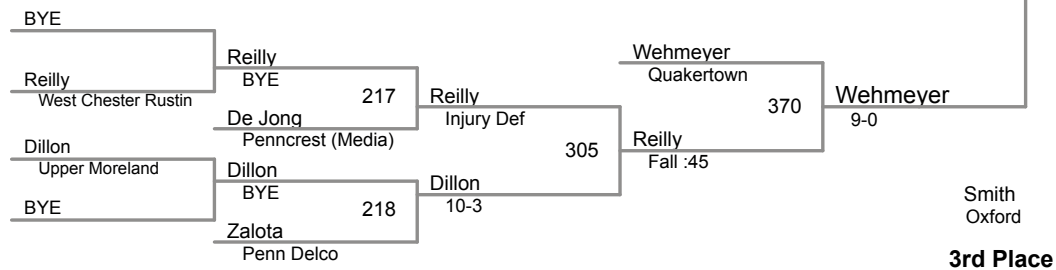 BYE
Reilly
West Chester Rustin
Dillon
Upper Moreland
BYE
Reilly
BYE
217
De Jong
Penncrest (Media)
Dillon
BYE
218
Zalota
Penn Delco
Reilly
Injury Def
305
Dillon
10-3
Wehmeyer
Quakertown
370
Reilly
Fall :45
Wehmeyer
9-0
Smith
Oxford
3rd Place